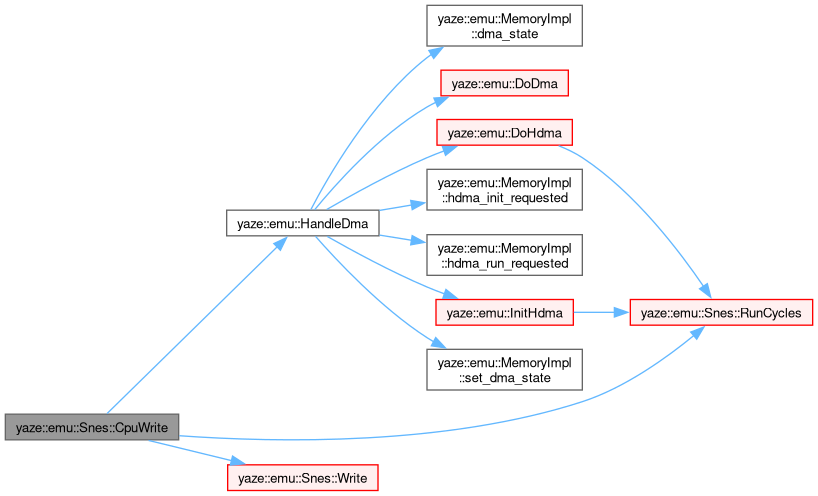 yaze::emu::MemoryImpl
::dma_state
yaze::emu::DoDma
yaze::emu::DoHdma
yaze::emu::MemoryImpl
::hdma_init_requested
yaze::emu::HandleDma
yaze::emu::MemoryImpl
::hdma_run_requested
yaze::emu::InitHdma
yaze::emu::Snes::RunCycles
yaze::emu::MemoryImpl
::set_dma_state
yaze::emu::Snes::CpuWrite
yaze::emu::Snes::Write